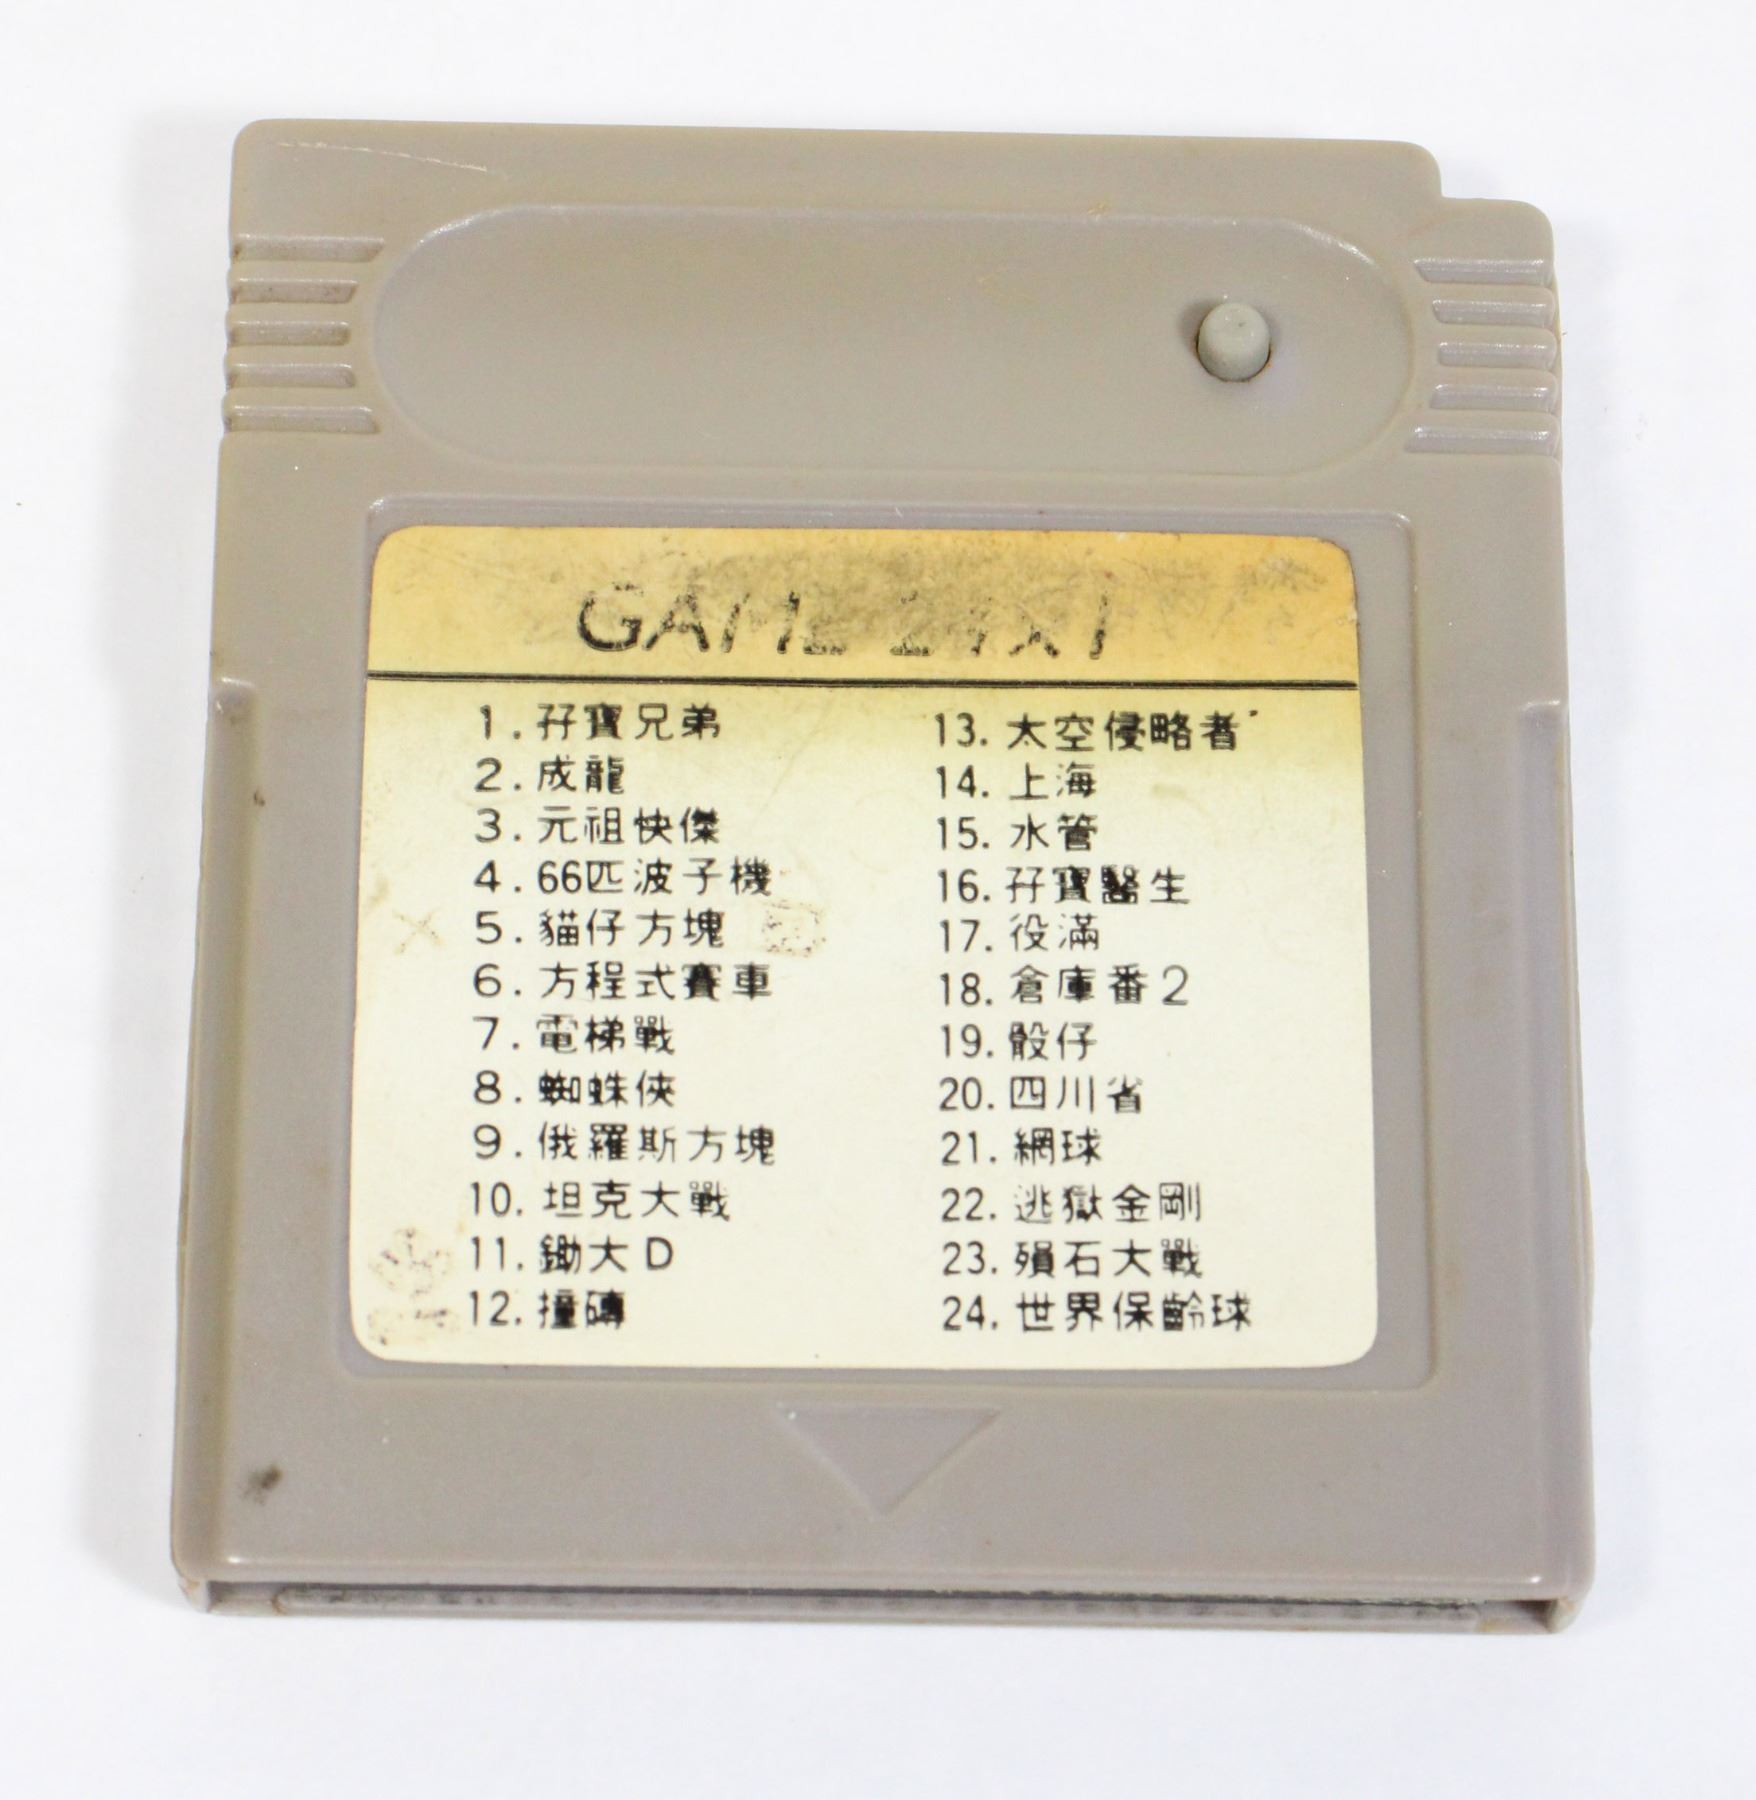 GAME 24X1
1. 孖寶兄弟
2. 成龍
3. 元祖快傑
4. 66匹波子機
5. 貓仔方塊
6. 方程式賽車
7. 電梯戰
8. 蜘蛛俠
9. 俄羅斯方塊
10. 坦克大戰
11. 鋤大D
12. 撞磚
13. 太空侵略者
14. 上海
15. 水管
16. 孖寶醫生
17. 役滿
18. 倉庫番2
19. 骰仔
20. 四川省
21. 網球
22. 逃獄金剛
23. 殞石大戰
24. 世界保齡球